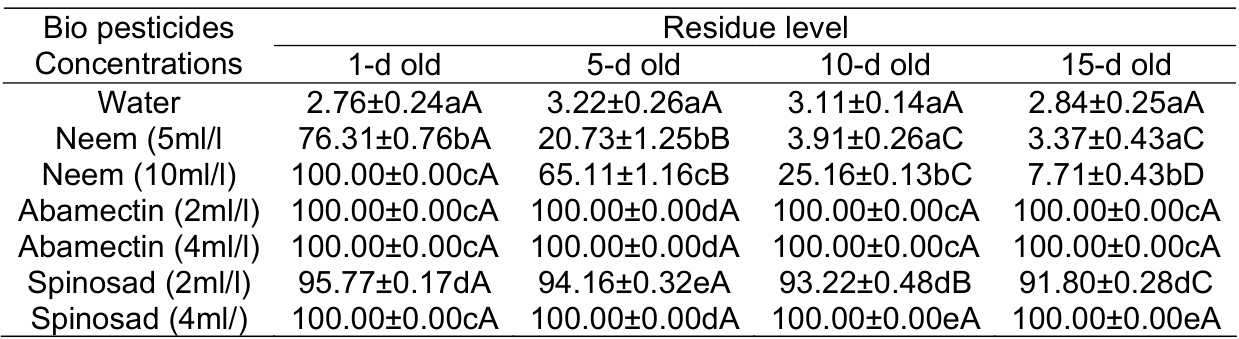 Bio pesticides Residue level
Concentrations 1-d old 5-d old 10-d old 15-d old
Water 2.76±0.24aA 3.22±0.26aA 3.11±0.14aA 2.84±0.25aA
Neem (5ml/l 76.31±0.76bA 20.73±1.25bB 3.91±0.26aC 3.37±0.43aC
Neem (10ml/l) 100.00±0.00cA 65.11±1.16cB 25.16±0.13bC 7.71±0.43bD
Abamectin (2ml/l) 100.00±0.00cA 100.00±0.00dA 100.00±0.00cA 100.00±0.00cA
Abamectin (4ml/l) 100.00±0.00cA 100.00±0.00dA 100.00±0.00cA 100.00±0.00cA
Spinosad (2ml/l) 95.77±0.17dA 94.16±0.32eA 93.22±0.48dB 91.80±0.28dC
Spinosad (4ml/) 100.00±0.00cA 100.00±0.00dA 100.00±0.00eA 100.00±0.00eA